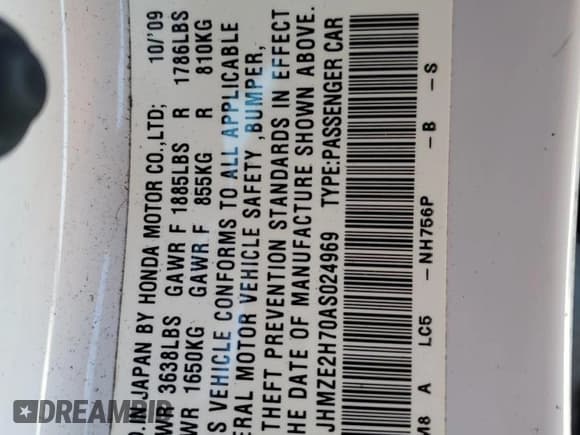 D.IN JAPAN BY HONDA MOTOR CO.,LTD; 10/'09
WR 3638LBS GAWR F 1885LBS R 1786LBS
WR 1650KG GAWR F 855KG R 810KG
S VEHICLE CONFORMS TO ALL APPLICABLE
ERAL MOTOR VEHICLE SAFETY ,BUMPER,
THEFT PREVENTION STANDARDS IN EFFECT
HE DATE OF MANUFACTURE SHOWN ABOVE.
JHMZE2H70AS024969 TYPE:PASSENGER CAR
M8 A LC5 -NH756P -B -S
DREAMBID